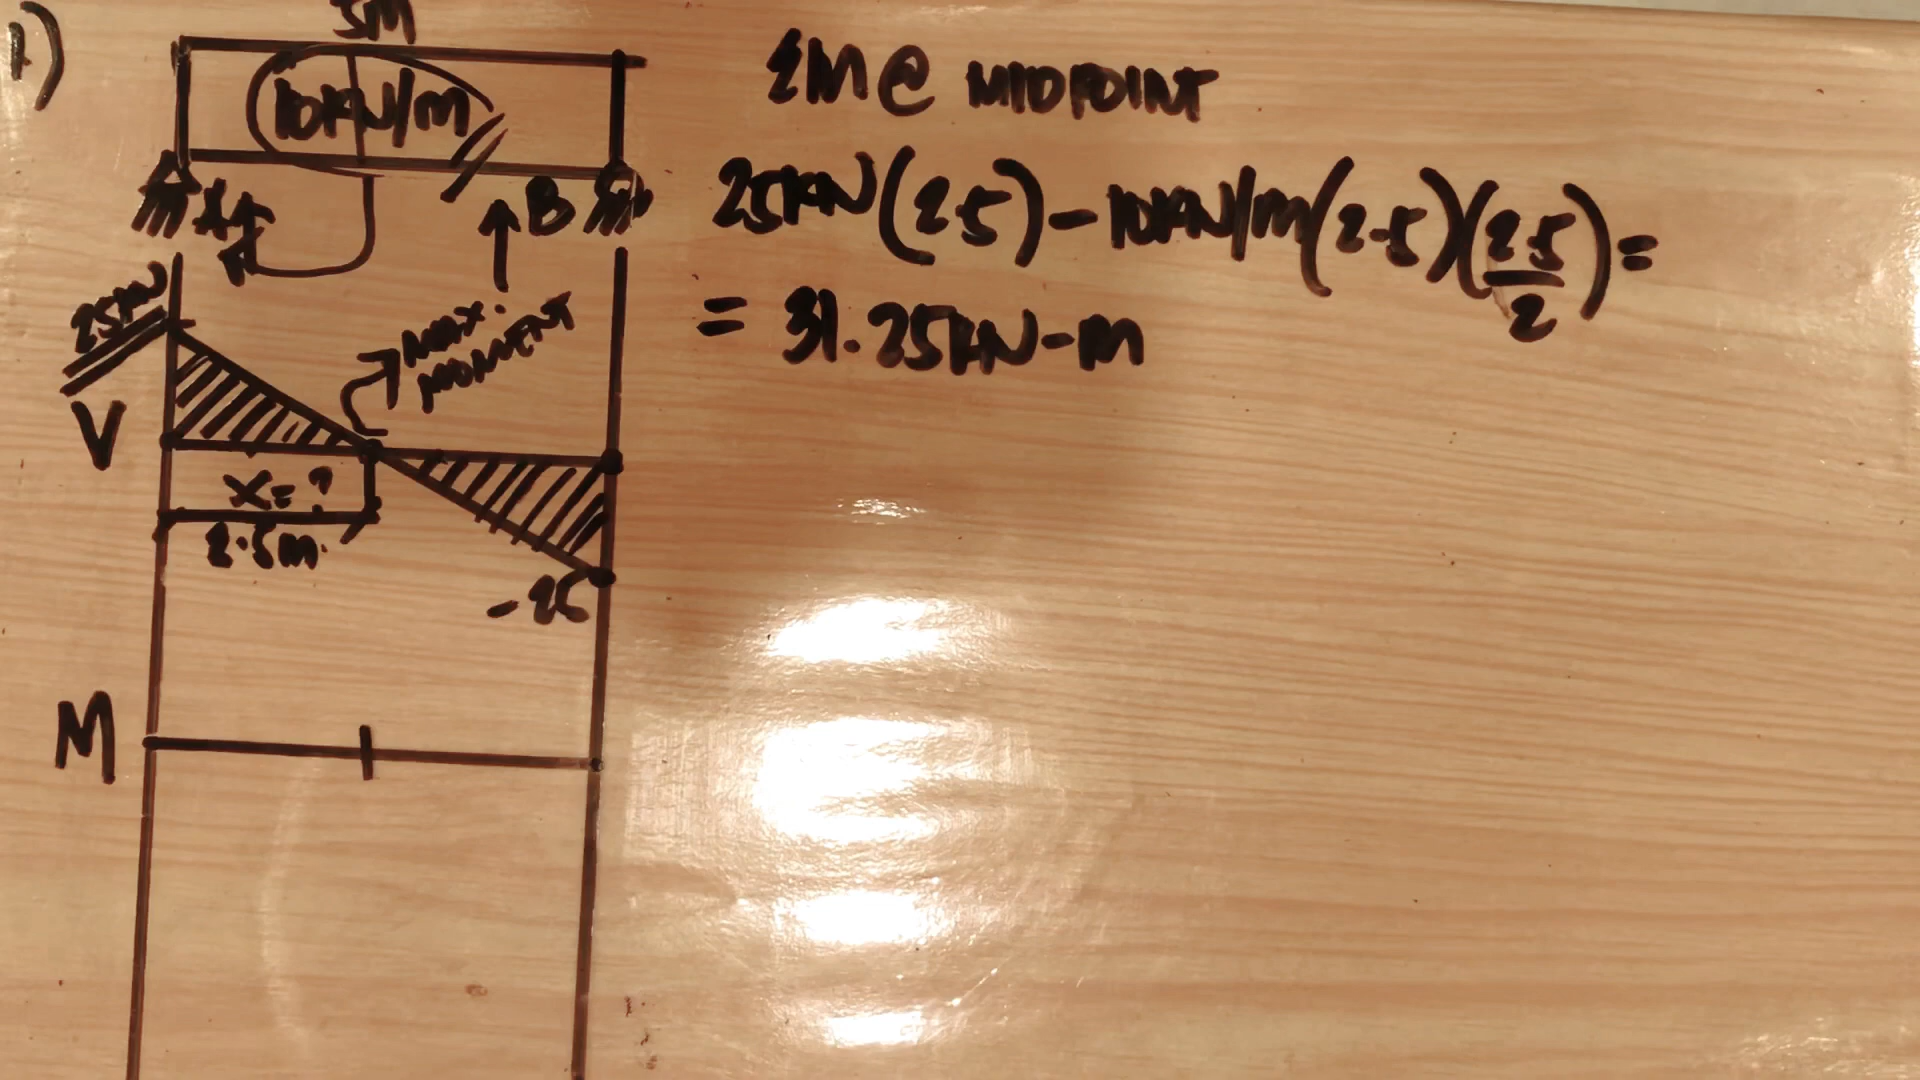 1)
5M
10KN/M
B
ΣM@ MIDPOINT
25KN(2.5)-10KN/m(2.5)(2.5/2)=
= 31.25KN-M
25KN
MAX.
MOMENT
V
X=?
2.5m.
-25
M